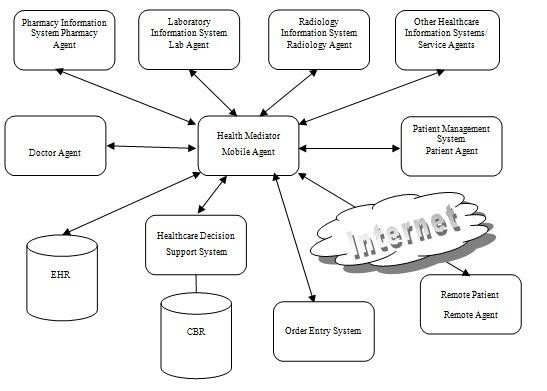 Pharmacy Information
System Pharmacy
Agent
Laboratory
Information System
Lab Agent
Radiology
Information System
Radiology Agent
Other Healthcare
Information Systems/
Service Agents
Doctor Agent
Health Mediator
Mobile Agent
Patient Management
System
Patient Agent
Internet
EHR
Healthcare Decision
Support System
CBR
Order Entry System
Remote Patient
Remote Agent